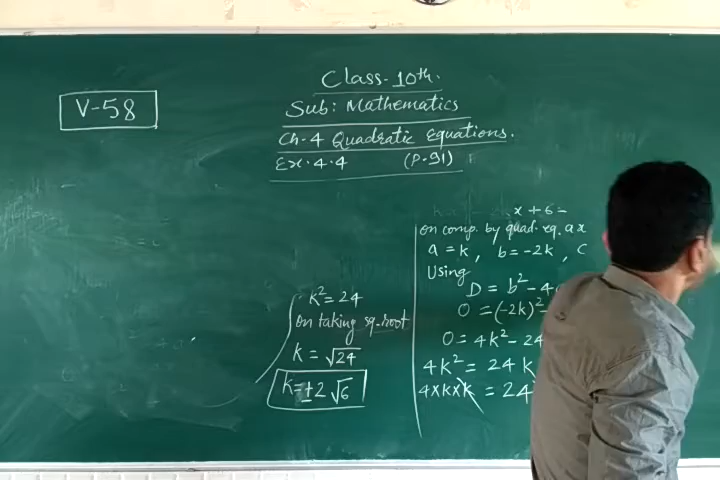 V-58
Class-10th.
Sub: Mathematics
Ch-4 Quadratic Equations.
Ex.4.4 (P-91)
k²=24
On taking sq.root
k = √24
k=±2√6
x + 6 =
on comp. by quad. eq. ax
a = k, b = -2k, C
Using
D = b² - 4
0 = (-2k)² -
0 = 4k² - 24
4k² = 24k
4xkxk = 24